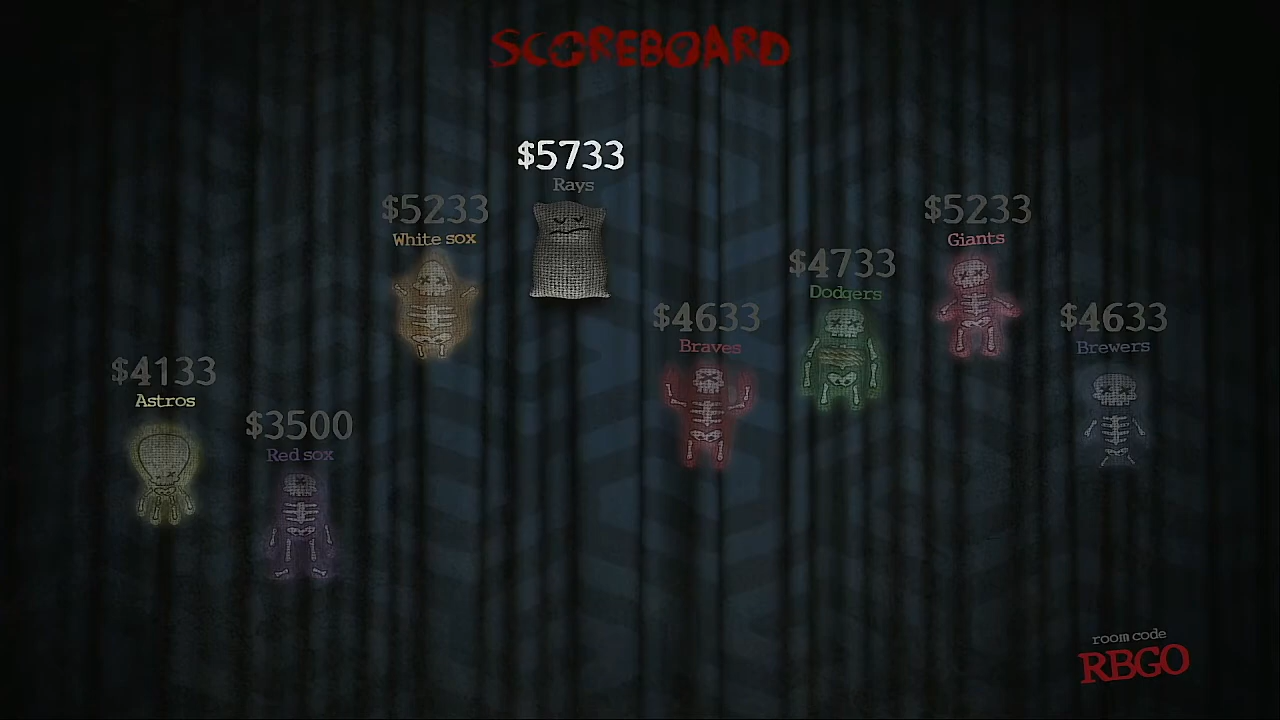 SCOREBOARD
$5733
Rays
$5233
White sox
$5233
Giants
$4733
Dodgers
$4633
Braves
$4633
Brewers
$4133
Astros
$3500
Red sox
room code
RBGO